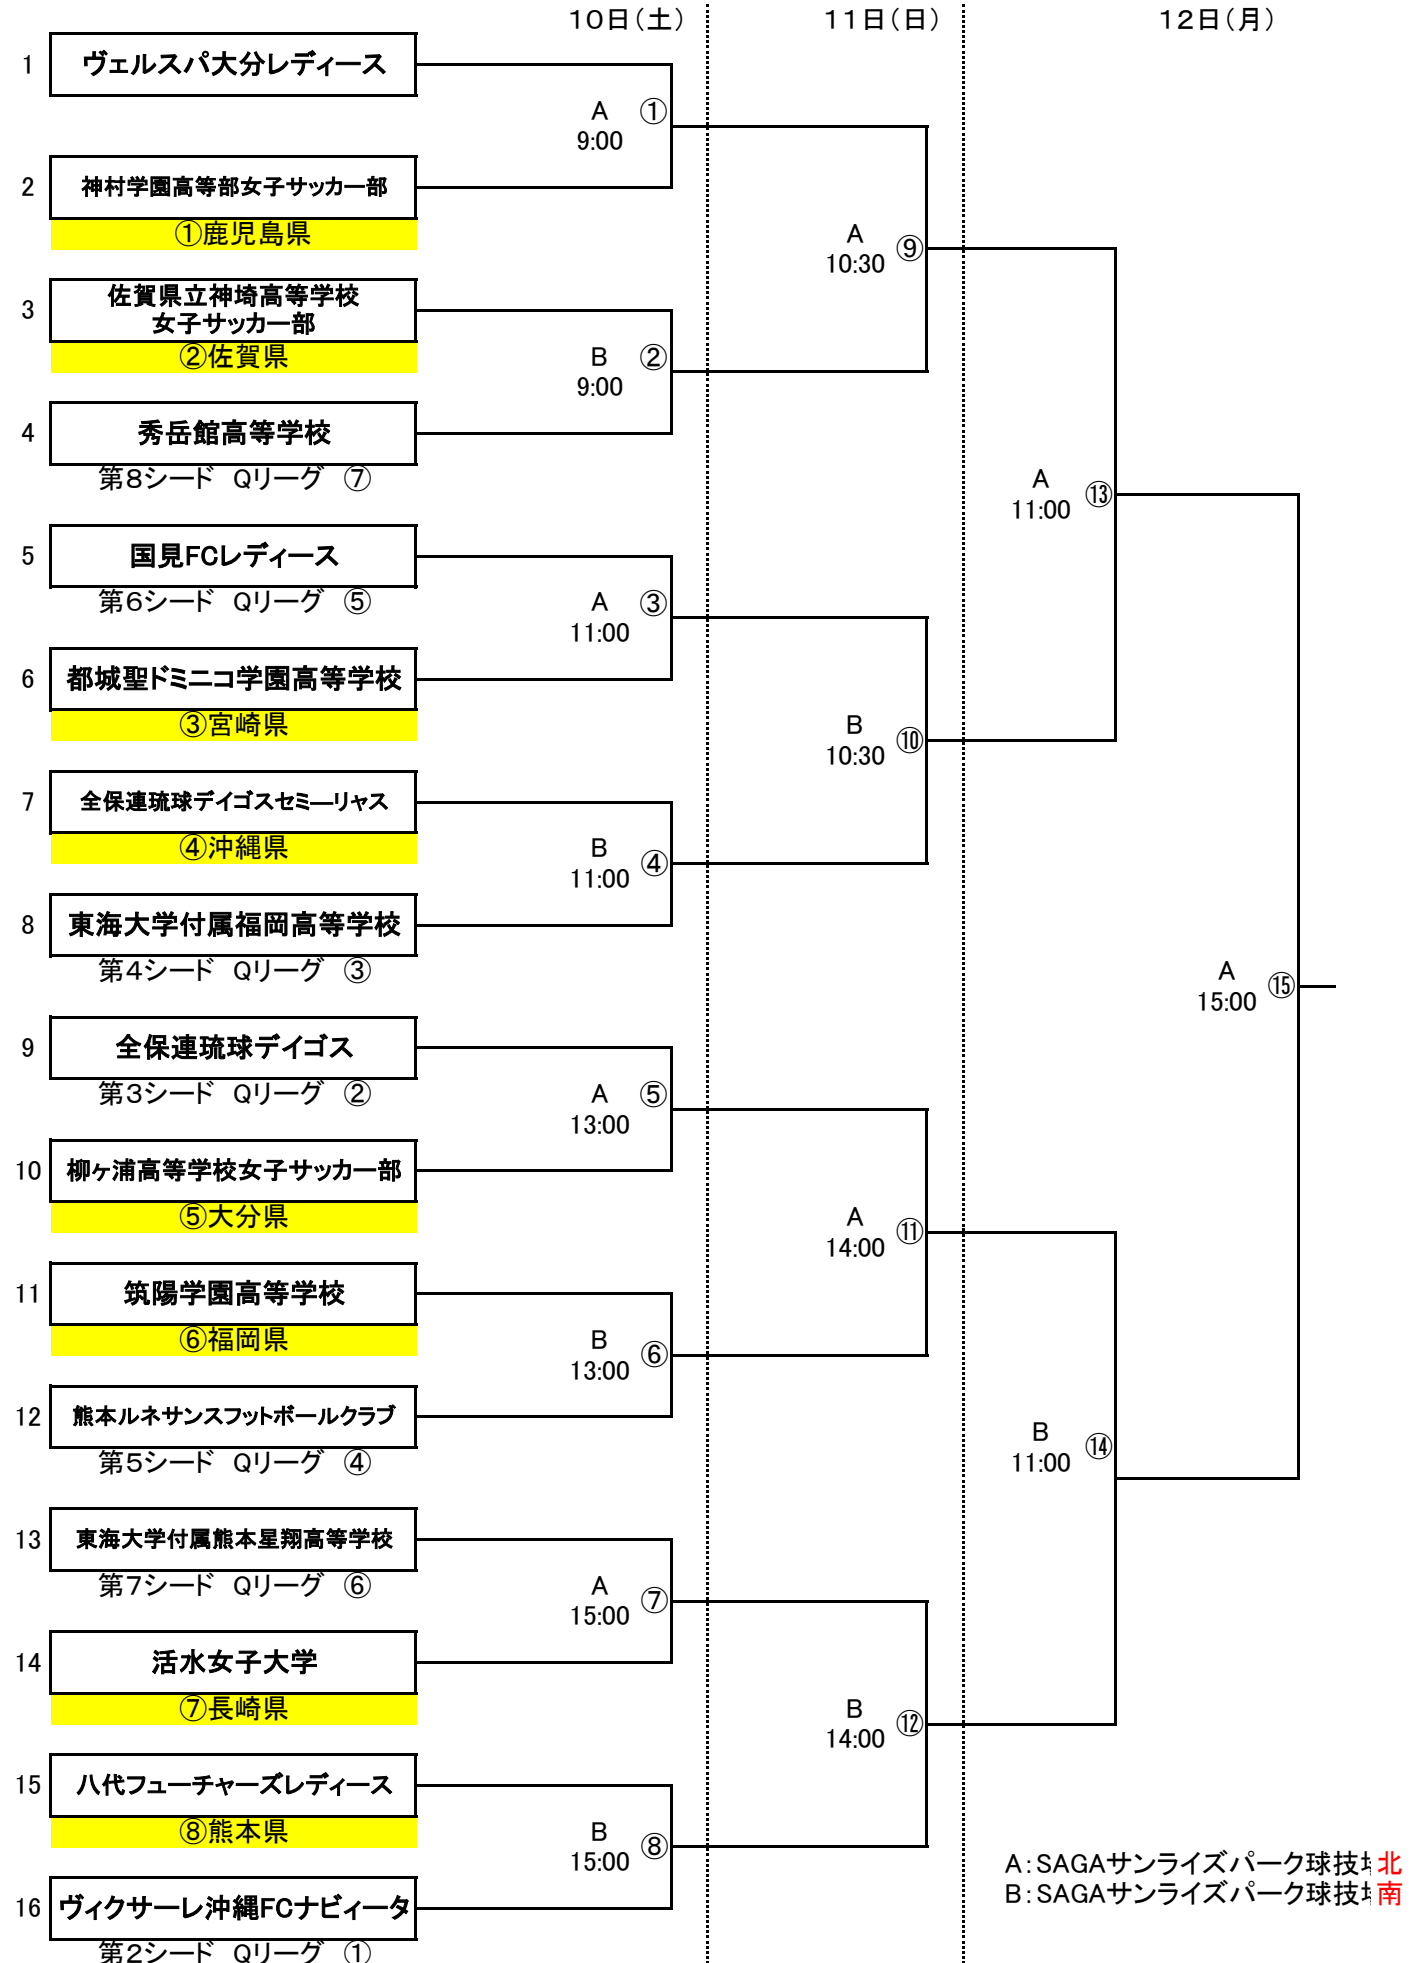 10日(土) 11日(日) 12日(月)
1 ヴェルスパ大分レディース
A ①
9:00
2 神村学園高等部女子サッカー部
①鹿児島県
A ⑨
10:30
3 佐賀県立神埼高等学校
女子サッカー部
②佐賀県
B ②
9:00
4 秀岳館高等学校
第8シード Qリーグ ⑦
A ⑬
11:00
5 国見FCレディース
第6シード Qリーグ ⑤
A ③
11:00
6 都城聖ドミニコ学園高等学校
③宮崎県
B ⑩
10:30
7 全保連琉球デイゴスセミ―リャス
④沖縄県
B ④
11:00
8 東海大学付属福岡高等学校
第4シード Qリーグ ③
A ⑮
15:00
9 全保連琉球デイゴス
第3シード Qリーグ ②
A ⑤
13:00
10 柳ヶ浦高等学校女子サッカー部
⑤大分県
A ⑪
14:00
11 筑陽学園高等学校
⑥福岡県
B ⑥
13:00
12 熊本ルネサンスフットボールクラブ
第5シード Qリーグ ④
B ⑭
11:00
13 東海大学付属熊本星翔高等学校
第7シード Qリーグ ⑥
A ⑦
15:00
14 活水女子大学
⑦長崎県
B ⑫
14:00
15 八代フューチャーズレディース
⑧熊本県
B ⑧
15:00
16 ヴィクサーレ沖縄FCナビィータ
第2シード Qリーグ ①
A:SAGAサンライズパーク球技 北
B:SAGAサンライズパーク球技 南